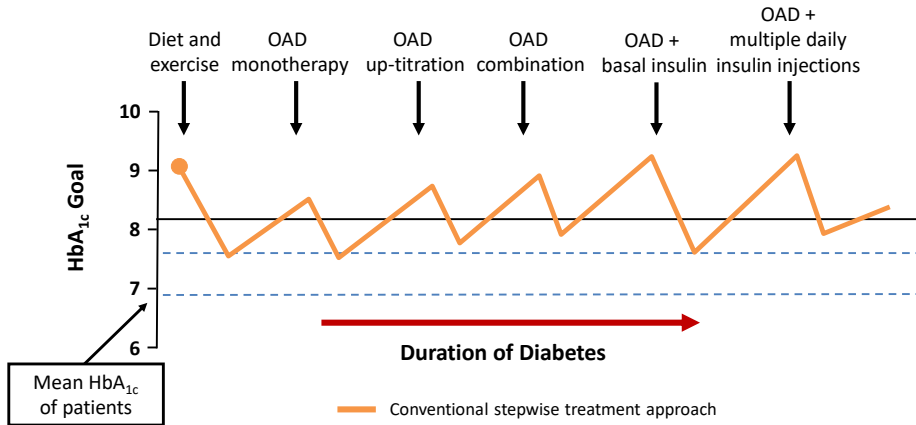 Diet and
exercise
OAD
monotherapy
OAD
up-titration
OAD
combination
OAD +
basal insulin
OAD +
multiple daily
insulin injections
HbA1c Goal
10
9
8
7
6
Duration of Diabetes
Mean HbA1c
of patients
Conventional stepwise treatment approach